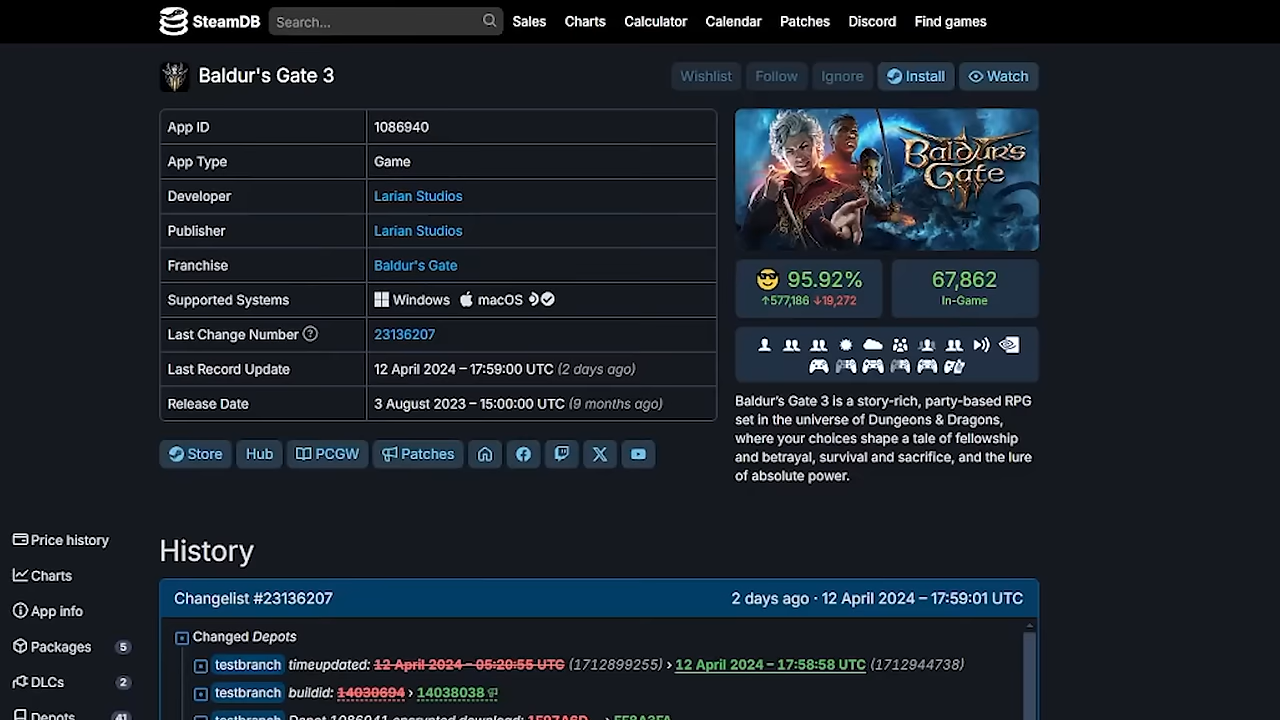 SteamDB Search... Sales Charts Calculator Calendar Patches Discord Find games
Baldur's Gate 3 Wishlist Follow Ignore Install Watch
App ID 1086940
App Type Game
Developer Larian Studios
Publisher Larian Studios
Franchise Baldur's Gate
Supported Systems Windows macOS
Last Change Number 23136207
Last Record Update 12 April 2024 – 17:59:00 UTC (2 days ago)
Release Date 3 August 2023 – 15:00:00 UTC (9 months ago)
Store Hub PCGW Patches
Baldur's
Gate
95.92% 67,862
↑577,186 ↓19,272 In-Game
Baldur's Gate 3 is a story-rich, party-based RPG
set in the universe of Dungeons & Dragons,
where your choices shape a tale of fellowship
and betrayal, survival and sacrifice, and the lure
of absolute power.
Price history
Charts
App info
Packages 5
DLCs 2
Depots 41
History
Changelist #23136207 2 days ago · 12 April 2024 – 17:59:01 UTC
Changed Depots
testbranch timeupdated: 12 April 2024 – 05:20:55 UTC (1712899255) › 12 April 2024 – 17:58:58 UTC (1712944738)
testbranch buildid: 14030694 › 14038038
testbranch Depot 1086941 encrypted download: